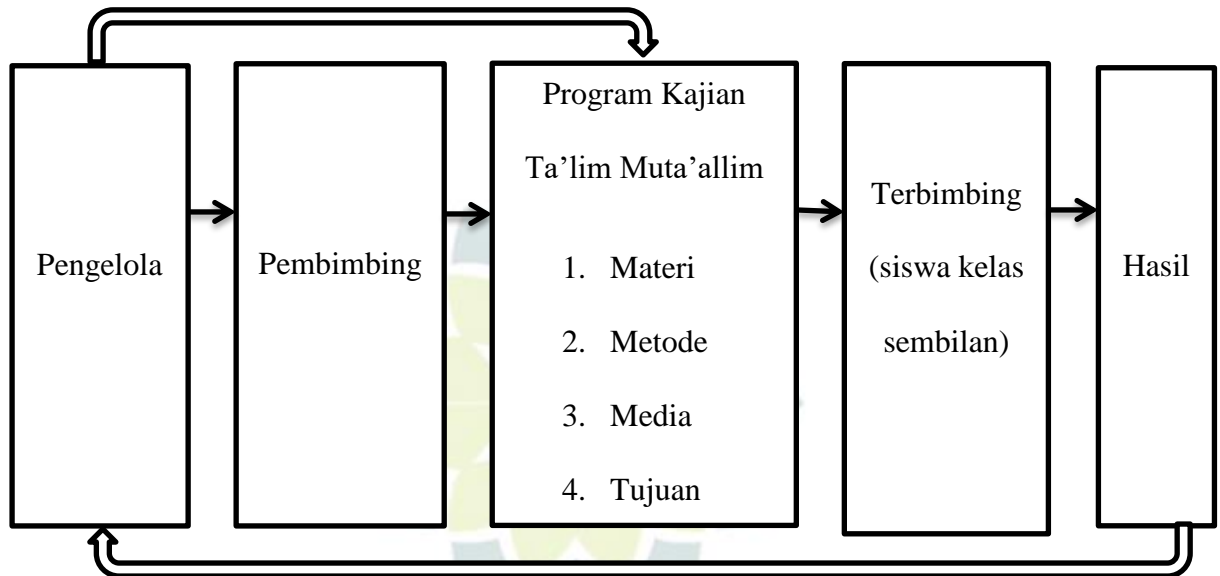 Pengelola
Pembimbing
Program Kajian
Ta’lim Muta’allim
1. Materi
2. Metode
3. Media
4. Tujuan
Terbimbing
(siswa kelas
sembilan)
Hasil